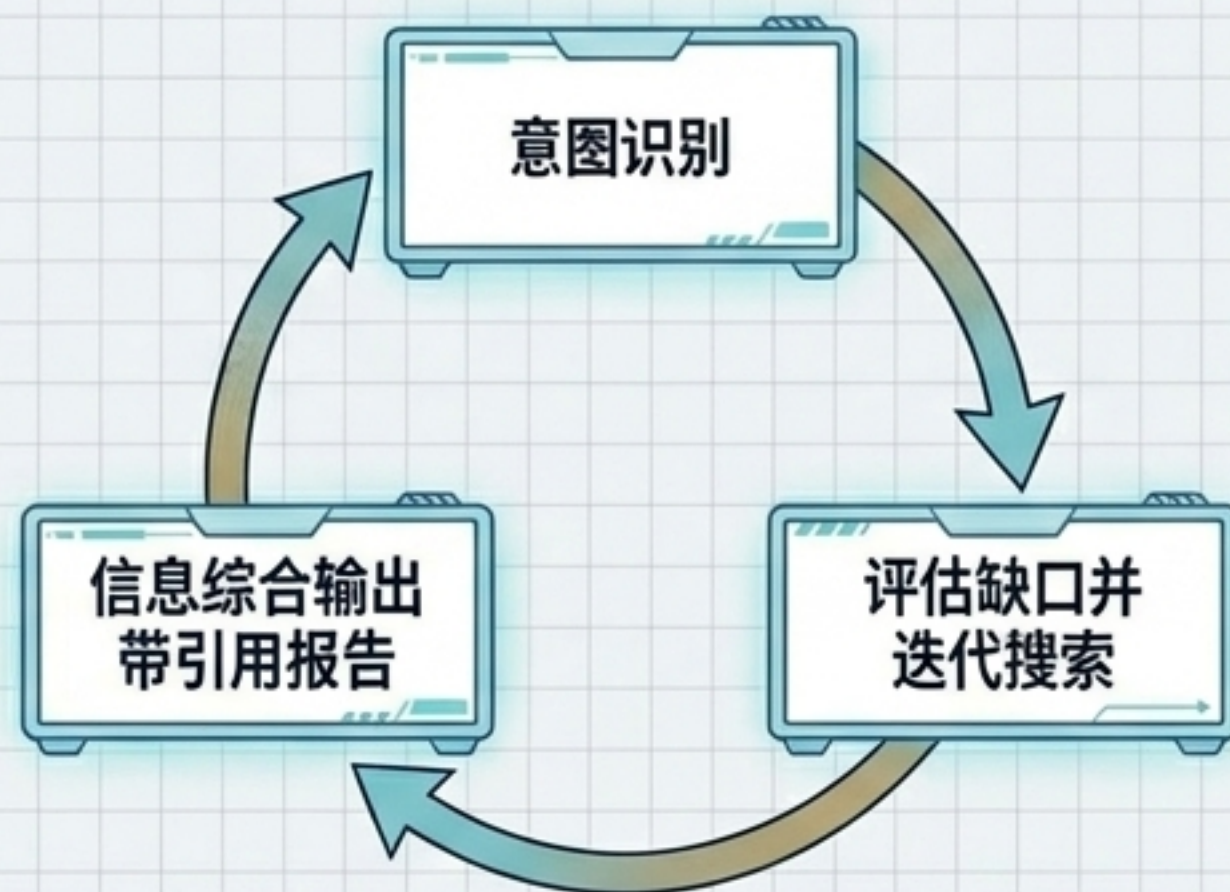 意图识别
评估缺口并
迭代搜索
信息综合输出
带引用报告